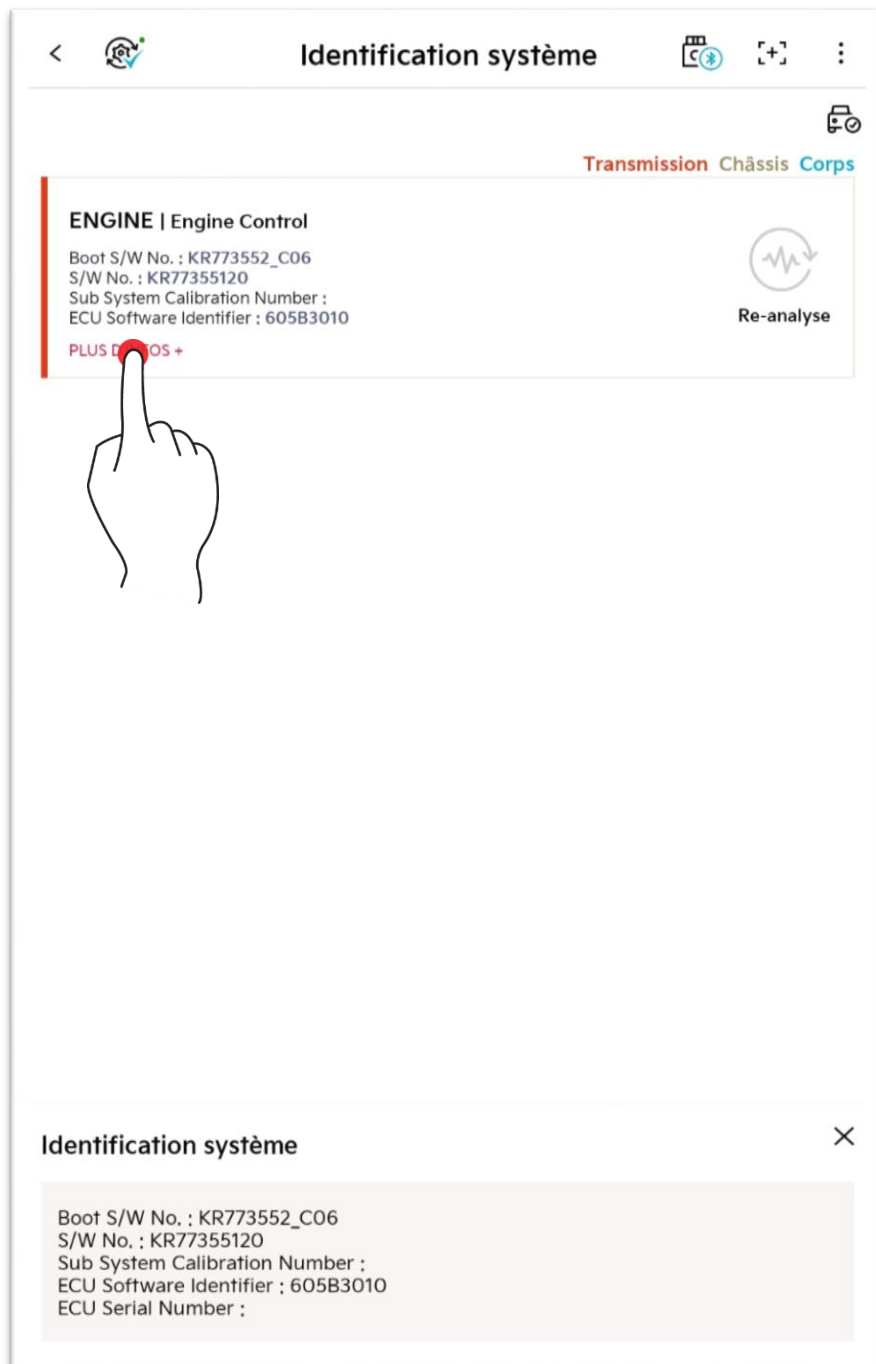 Identification système
Transmission Châssis Corps
ENGINE | Engine Control
Boot S/W No. : KR773552_C06
S/W No. : KR77355120
Sub System Calibration Number :
ECU Software Identifier : 605B3010
Re-analyse
PLUS +
Identification système
Boot S/W No. : KR773552_C06
S/W No. : KR77355120
Sub System Calibration Number :
ECU Software Identifier : 605B3010
ECU Serial Number :